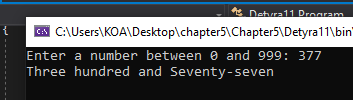 Detyra11.Program
{
C:\Users\KOA\Desktop\chapter5\Chapter5\Detyra11\bin\
Enter a number between 0 and 999: 377
Three hundred and Seventy-seven